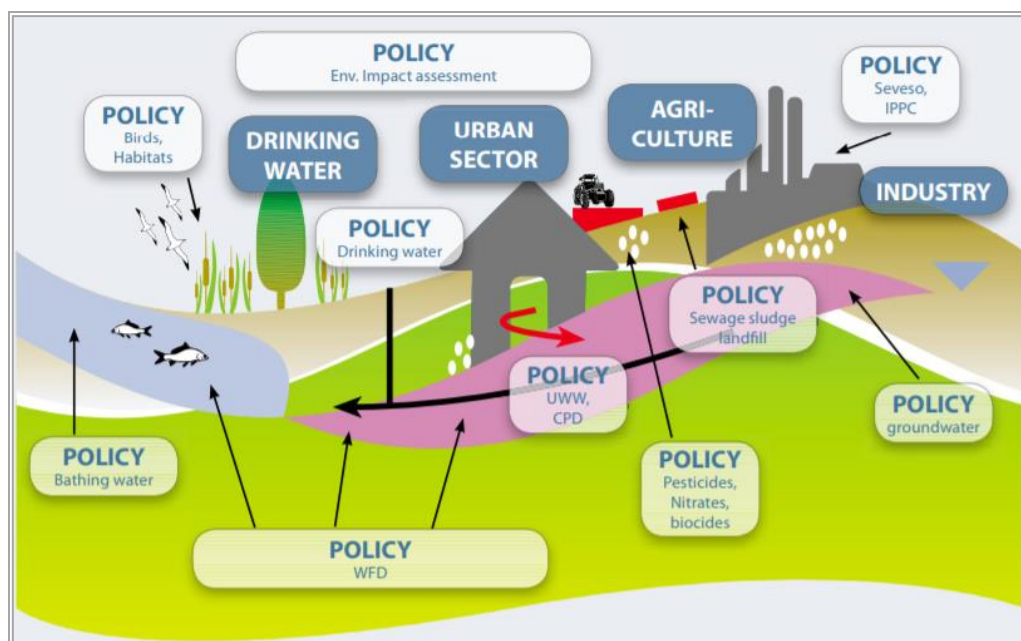 POLICY
Env. Impact assessment
POLICY
Seveso,
IPPC
POLICY
Birds,
Habitats
DRINKING
WATER
URBAN
SECTOR
AGRI-
CULTURE
INDUSTRY
POLICY
Drinking water
POLICY
Sewage sludge
landfill
POLICY
UWW,
CPD
POLICY
groundwater
POLICY
Bathing water
POLICY
Pesticides,
Nitrates,
biocides
POLICY
WFD